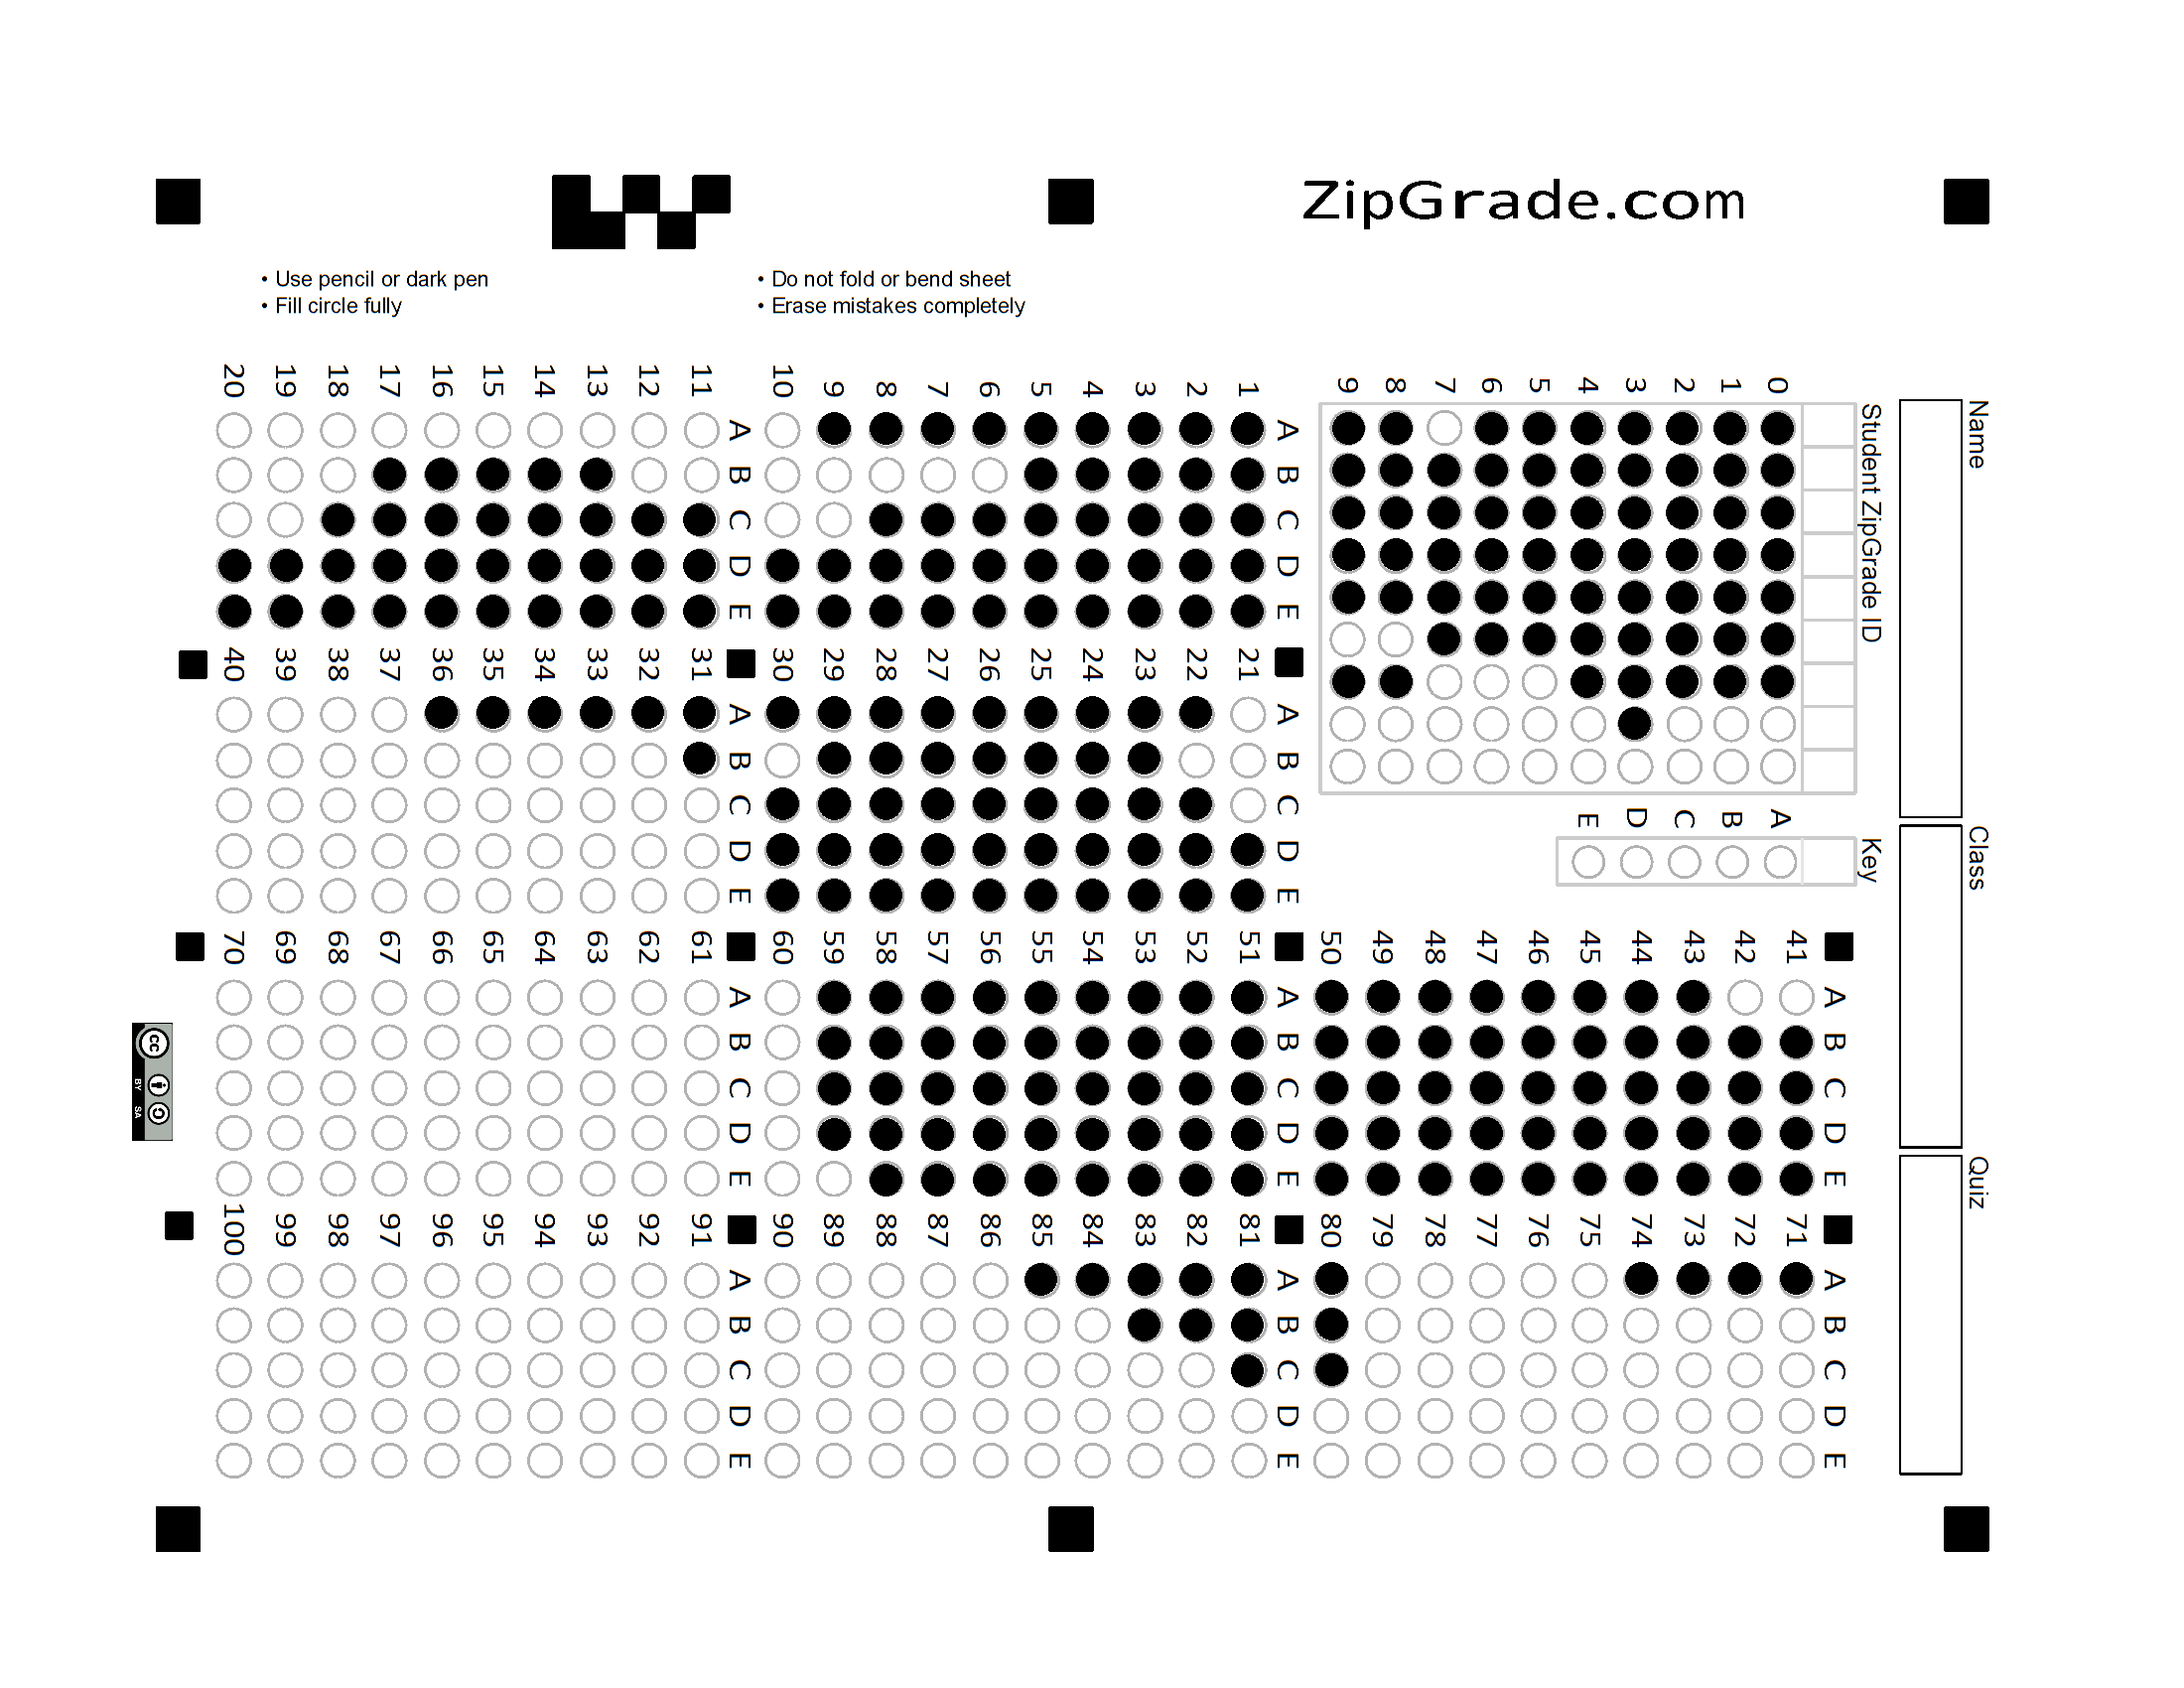 ZipGrade.com
• Use pencil or dark pen
• Fill circle fully
• Do not fold or bend sheet
• Erase mistakes completely
Name
Class
Quiz
Student ZipGrade ID
0 1 2 3 4 5 6 7 8 9
Key
A B C D E
1 2 3 4 5 6 7 8 9 10
A B C D E
11 12 13 14 15 16 17 18 19 20
A B C D E
21 22 23 24 25 26 27 28 29 30
A B C D E
31 32 33 34 35 36 37 38 39 40
A B C D E
41 42 43 44 45 46 47 48 49 50
A B C D E
51 52 53 54 55 56 57 58 59 60
A B C D E
61 62 63 64 65 66 67 68 69 70
A B C D E
71 72 73 74 75 76 77 78 79 80
A B C D E
81 82 83 84 85 86 87 88 89 90
A B C D E
91 92 93 94 95 96 97 98 99 100
A B C D E
cc BY SA